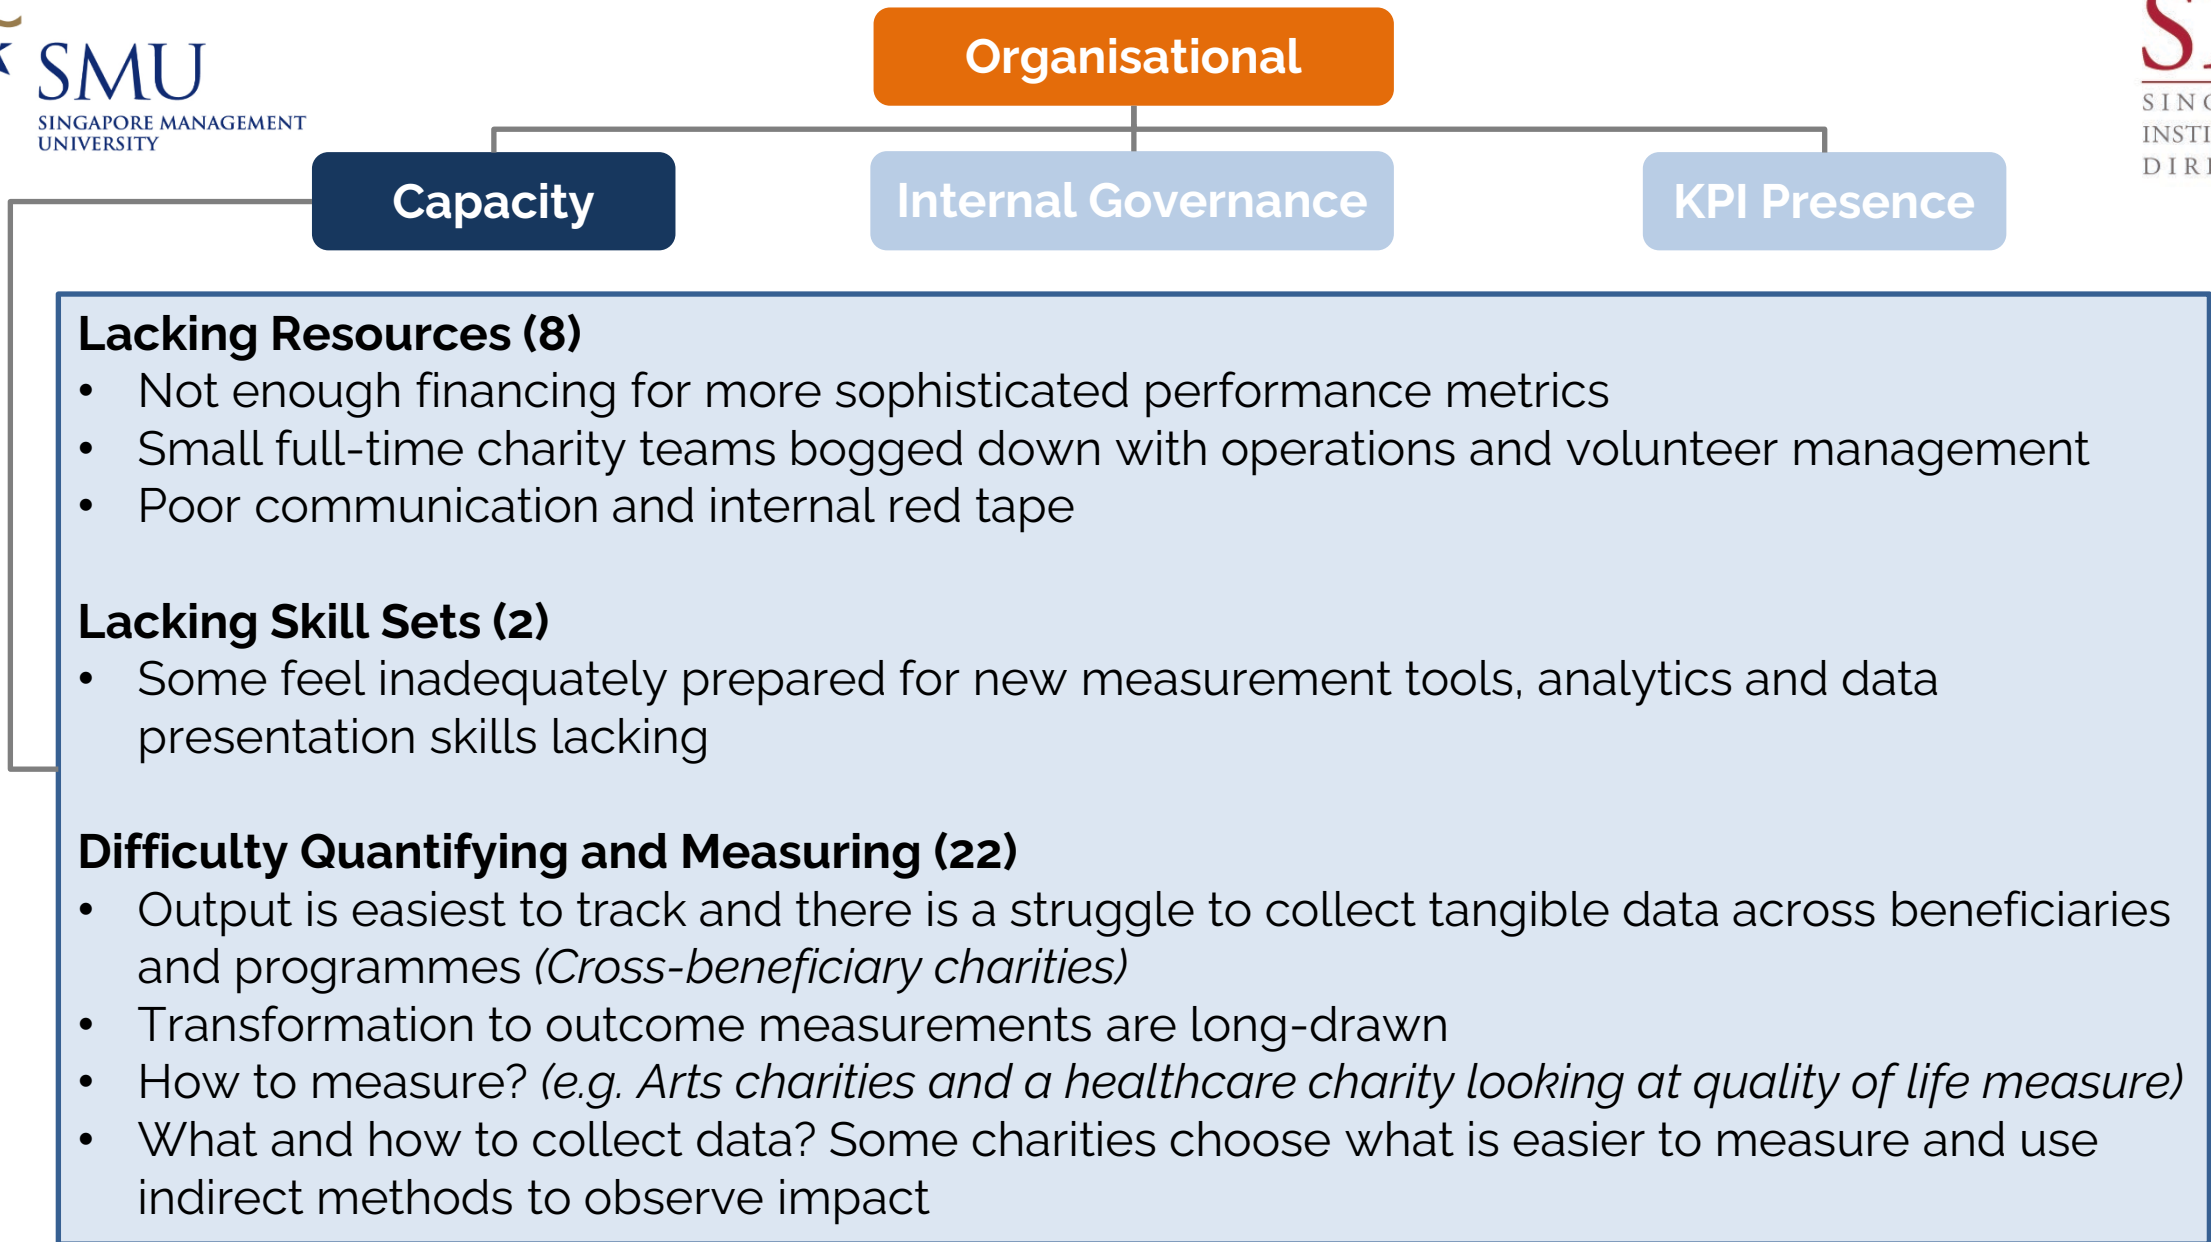 SMU
SINGAPORE MANAGEMENT
UNIVERSITY
Organisational
Capacity
Internal Governance
KPI Presence
Lacking Resources (8)
• Not enough financing for more sophisticated performance metrics
• Small full-time charity teams bogged down with operations and volunteer management
• Poor communication and internal red tape
Lacking Skill Sets (2)
• Some feel inadequately prepared for new measurement tools, analytics and data
presentation skills lacking
Difficulty Quantifying and Measuring (22)
• Output is easiest to track and there is a struggle to collect tangible data across beneficiaries
and programmes (Cross-beneficiary charities)
• Transformation to outcome measurements are long-drawn
• How to measure? (e.g. Arts charities and a healthcare charity looking at quality of life measure)
• What and how to collect data? Some charities choose what is easier to measure and use
indirect methods to observe impact